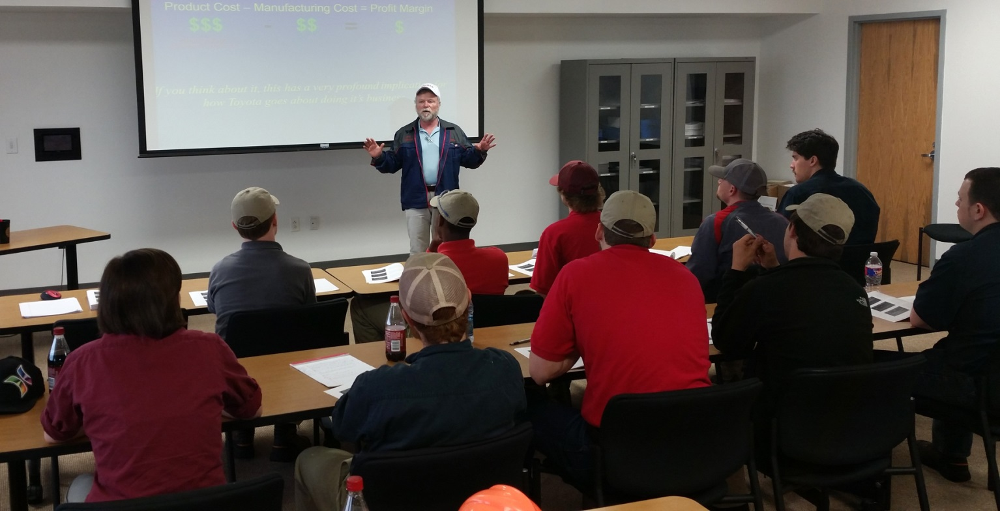 Product Cost – Manufacturing Cost = Profit Margin
$$$ - $$ = $
If you think about it, this has a very profound
how Toyota goes about doing it's